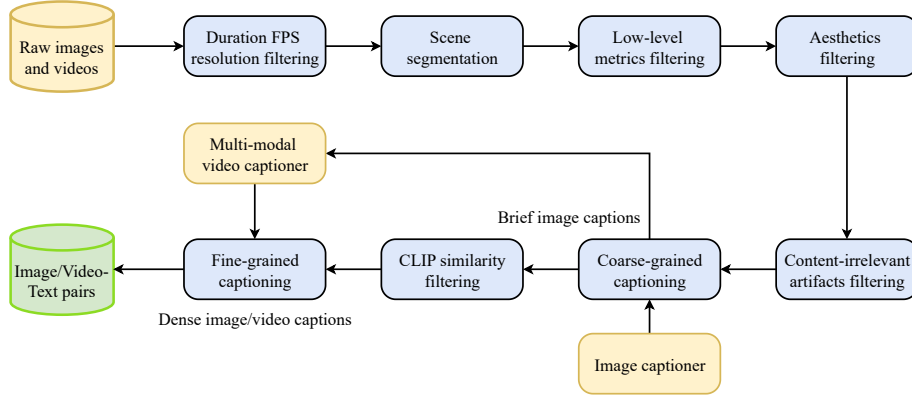 Raw images
and videos
Duration FPS
resolution filtering
Scene
segmentation
Low-level
metrics filtering
Aesthetics
filtering
Multi-modal
video captioner
Brief image captions
Image/Video-
Text pairs
Fine-grained
captioning
CLIP similarity
filtering
Coarse-grained
captioning
Content-irrelevant
artifacts filtering
Dense image/video captions
Image captioner